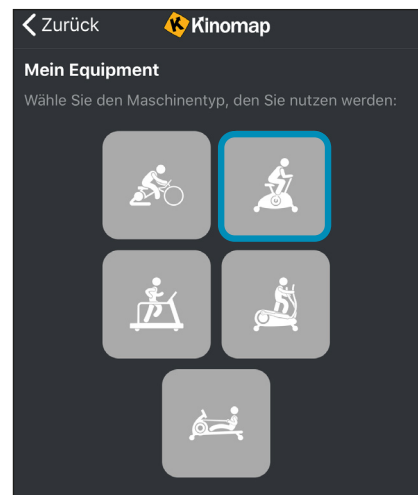 Zurück Kinomap
Mein Equipment
Wähle Sie den Maschinentyp, den Sie nutzen werden: